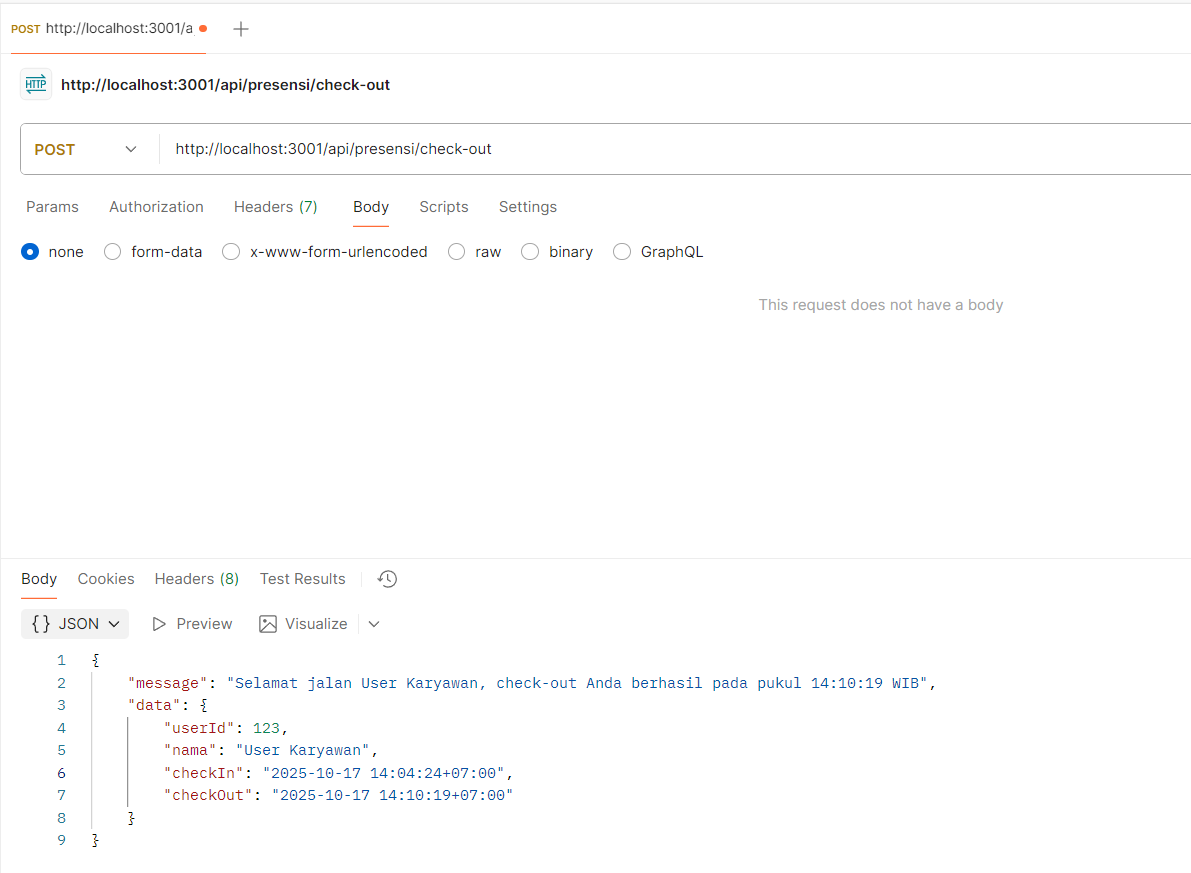 POST http://localhost:3001/a
HTTP http://localhost:3001/api/presensi/check-out
POST http://localhost:3001/api/presensi/check-out
Params Authorization Headers (7) Body Scripts Settings
none form-data x-www-form-urlencoded raw binary GraphQL
This request does not have a body
Body Cookies Headers (8) Test Results
{} JSON Preview Visualize
1 {
2 "message": "Selamat jalan User Karyawan, check-out Anda berhasil pada pukul 14:10:19 WIB",
3 "data": {
4 "userId": 123,
5 "nama": "User Karyawan",
6 "checkIn": "2025-10-17 14:04:24+07:00",
7 "checkOut": "2025-10-17 14:10:19+07:00"
8 }
9 }